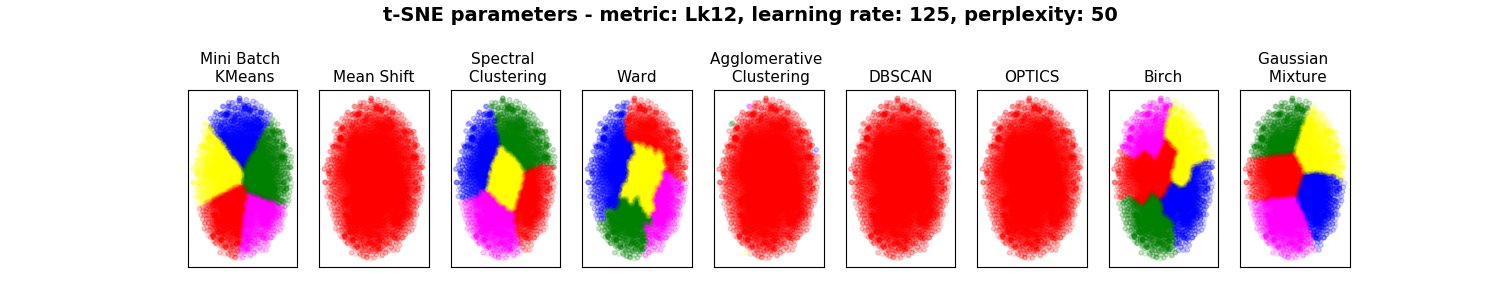 t-SNE parameters - metric: Lk12, learning rate: 125, perplexity: 50
Mini Batch
KMeans
Mean Shift
Spectral
Clustering
Ward
Agglomerative
Clustering
DBSCAN
OPTICS
Birch
Gaussian
Mixture